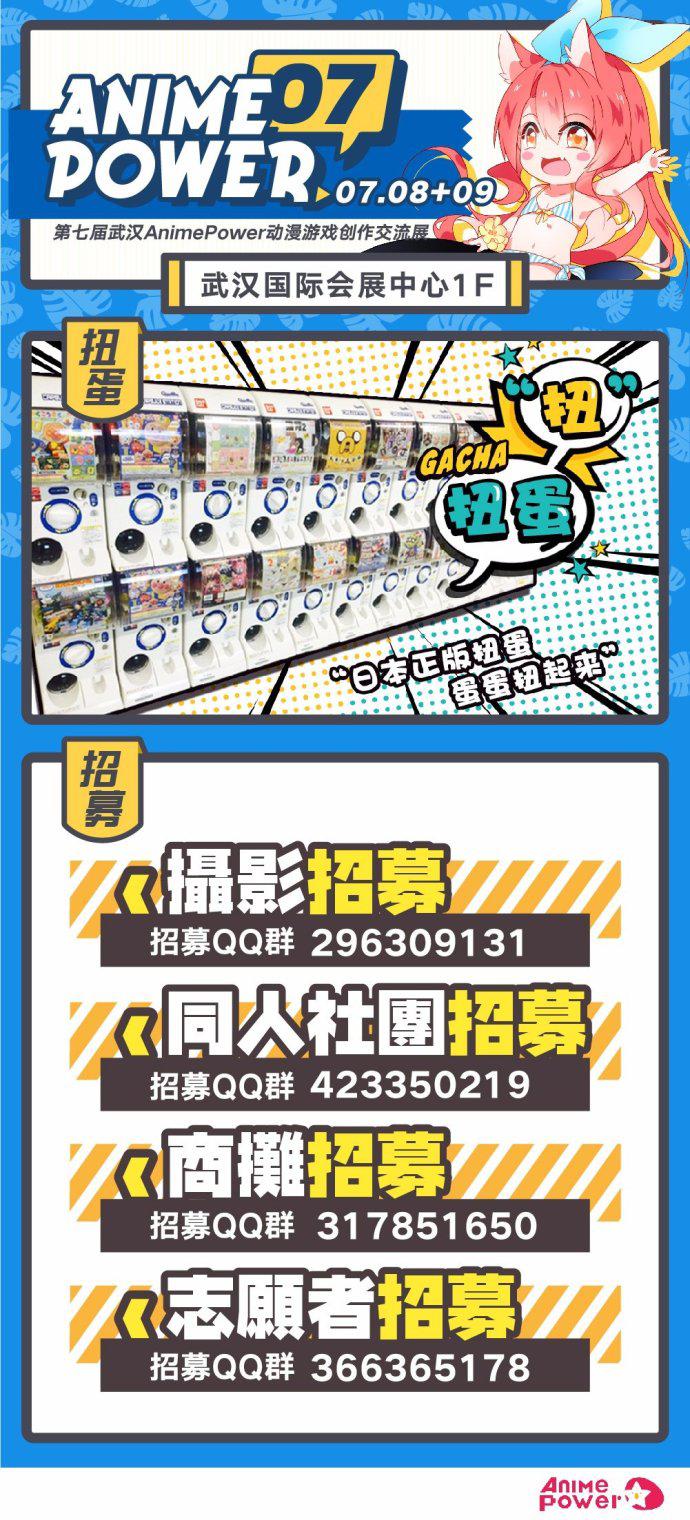 ANIME 07
POWER
07.08+09
第七届武汉AnimePower动漫游戏创作交流展
武汉国际会展中心1F
扭蛋
“扭”
GACHA
扭蛋
“日本正版扭蛋
蛋蛋扭起来”
招募
攝影招募
招募QQ群 296309131
同人社團招募
招募QQ群 423350219
商攤招募
招募QQ群 317851650
志願者招募
招募QQ群 366365178
Anime
Power